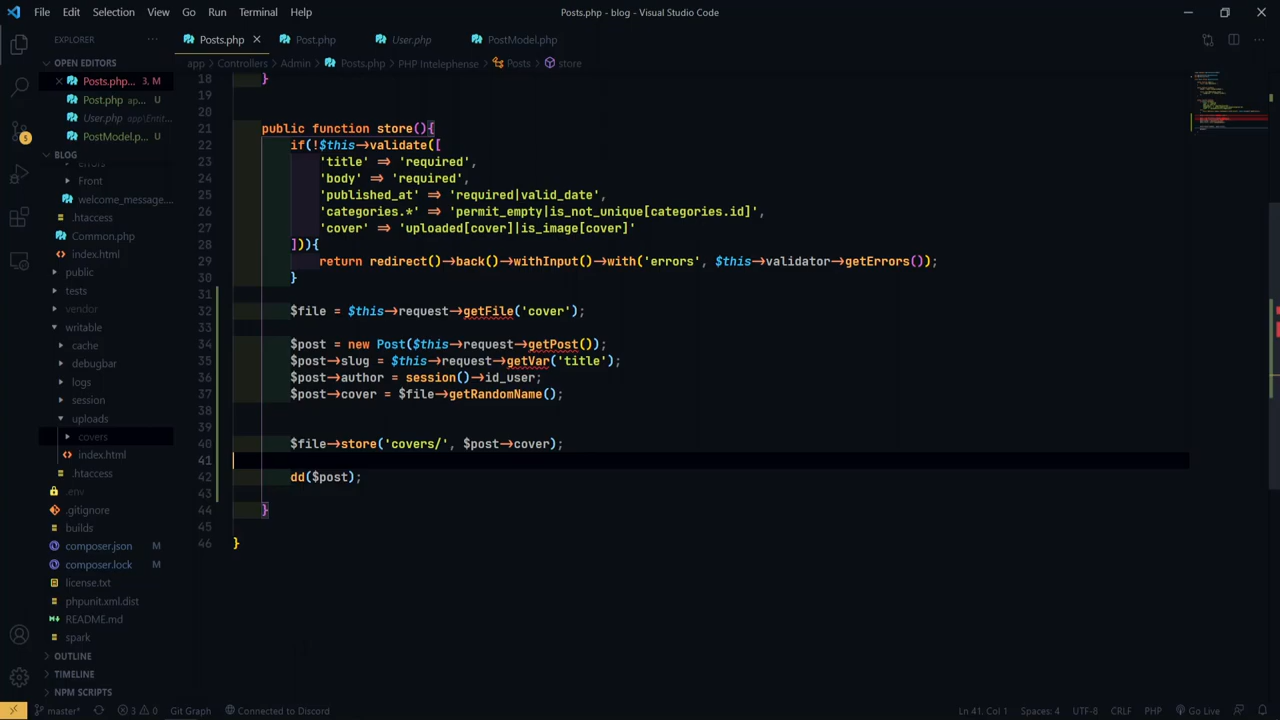 File Edit Selection View Go Run Terminal Help
Posts.php - blog - Visual Studio Code
EXPLORER
OPEN EDITORS
Posts.php... 3, M
Post.php ap... U
User.php app\Enti...
PostModel.p... U
BLOG
errors
Front
welcome_message....
.htaccess
Common.php
index.html
public
tests
vendor
writable
cache
debugbar
logs
session
uploads
covers
index.html
.htaccess
.env
.gitignore
builds
composer.json M
composer.lock M
license.txt
phpunit.xml.dist
README.md
spark
OUTLINE
TIMELINE
NPM SCRIPTS
5
Posts.php Post.php User.php PostModel.php
app > Controllers > Admin > Posts.php > PHP Intelephense > Posts > store
18 }
19
20
21 public function store(){
22 if(!$this->validate([
23 'title' => 'required',
24 'body' => 'required',
25 'published_at' => 'required|valid_date',
26 'categories.*' => 'permit_empty|is_not_unique[categories.id]',
27 'cover' => 'uploaded[cover]|is_image[cover]'
28 ])){
29 return redirect()->back()->withInput()->with('errors', $this->validator->getErrors());
30 }
31
32 $file = $this->request->getFile('cover');
33
34 $post = new Post($this->request->getPost());
35 $post->slug = $this->request->getVar('title');
36 $post->author = session()->id_user;
37 $post->cover = $file->getRandomName();
38
40 $file->store('covers/', $post->cover);
41
42 dd($post);
43
44 }
45
46 }
master* 3 0 Git Graph Connected to Discord
Ln 41, Col 1 Spaces: 4 UTF-8 CRLF PHP Go Live